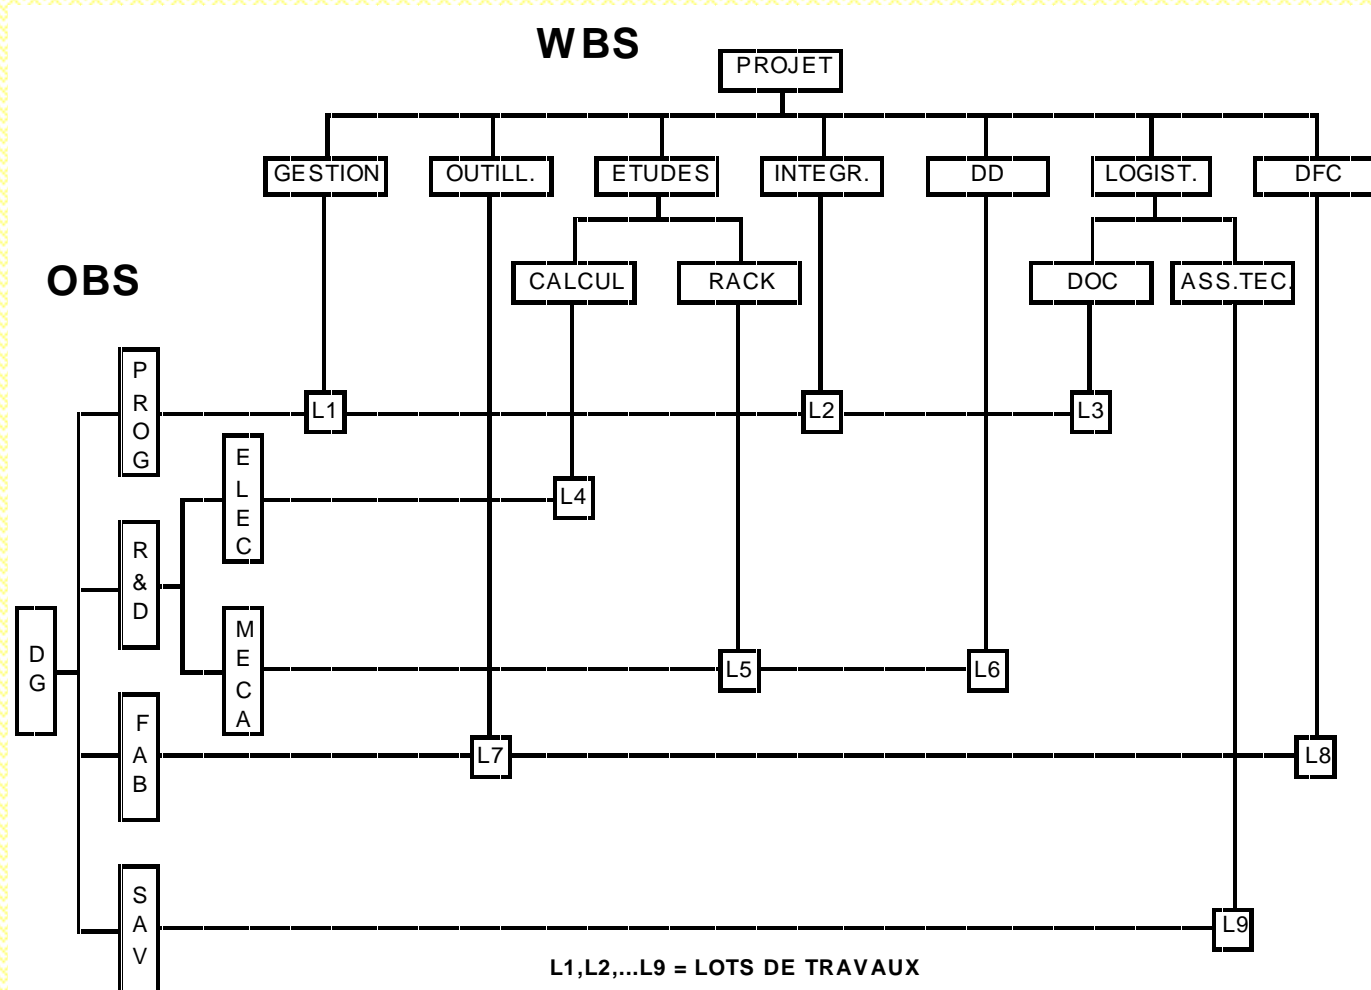 WBS
PROJET
GESTION
OUTILL.
ETUDES
INTEGR.
DD
LOGIST.
DFC
OBS
CALCUL
RACK
DOC
ASS.TEC.
PROG
L1
L2
L3
ELEC
L4
R&D
MECA
L5
L6
DG
FAB
L7
L8
SAV
L9
L1,L2,...L9 = LOTS DE TRAVAUX